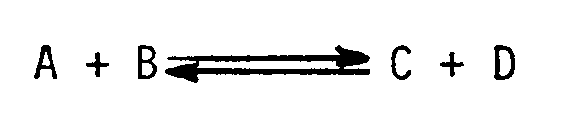 A + B ⇌ C + D